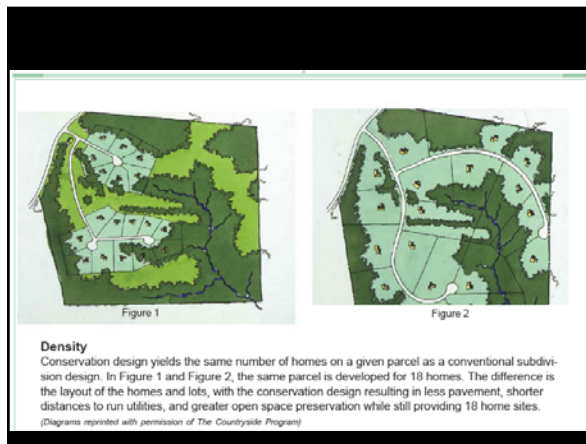 Figure 1
Figure 2
Density
Conservation design yields the same number of homes on a given parcel as a conventional subdivi-
sion design. In Figure 1 and Figure 2, the same parcel is developed for 18 homes. The difference is
the layout of the homes and lots, with the conservation design resulting in less pavement, shorter
distances to run utilities, and greater open space preservation while still providing 18 home sites.
(Diagrams reprinted with permission of The Countryside Program)